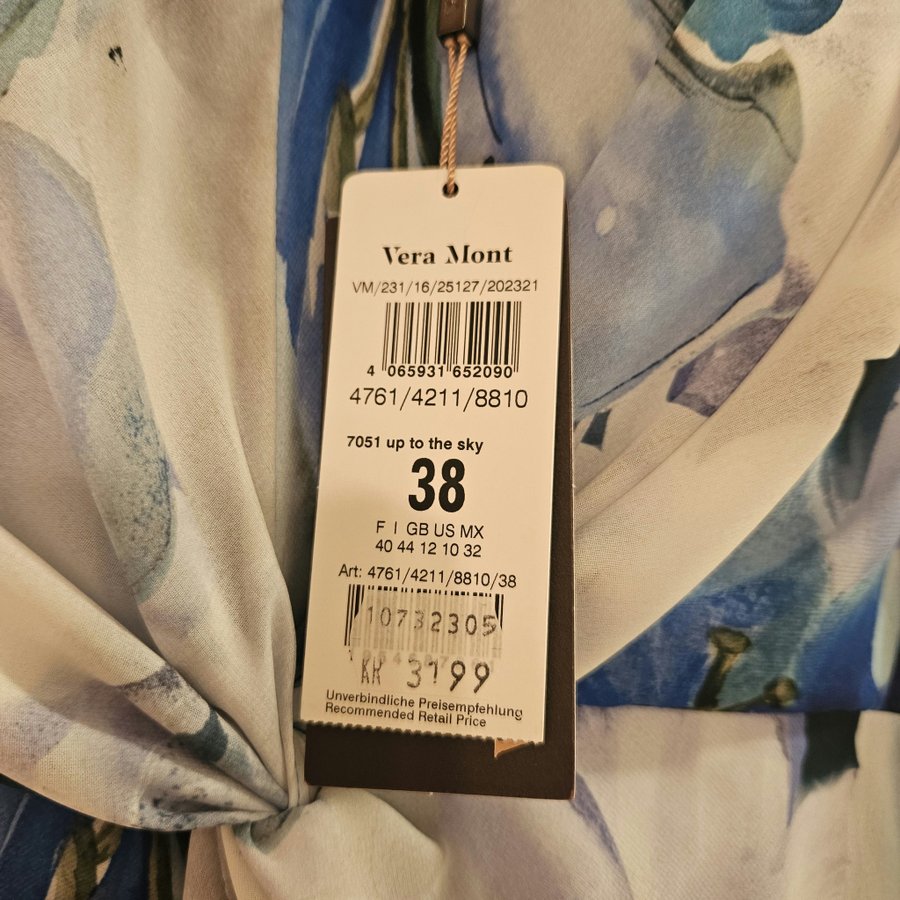 Vera Mont
VM/231/16/25127/202321
4 065931 652090
4761/4211/8810
7051 up to the sky
38
F I GB US MX
40 44 12 10 32
Art: 4761/4211/8810/38
10732305
KR 3199
Unverbindliche Preisempfehlung
Recommended Retail Price